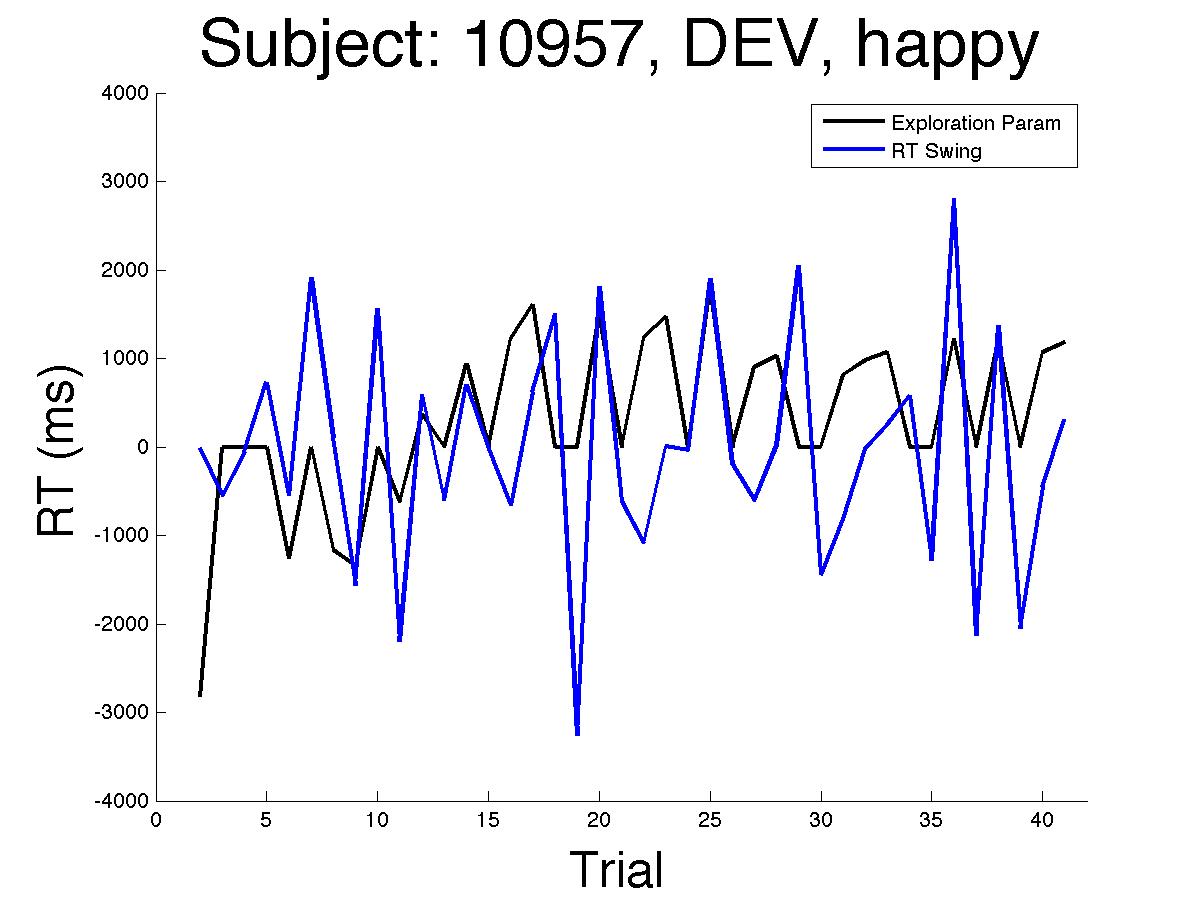 Subject: 10957, DEV, happy
Exploration Param
RT Swing
RT (ms)
4000
3000
2000
1000
0
-1000
-2000
-3000
-4000
0 5 10 15 20 25 30 35 40
Trial